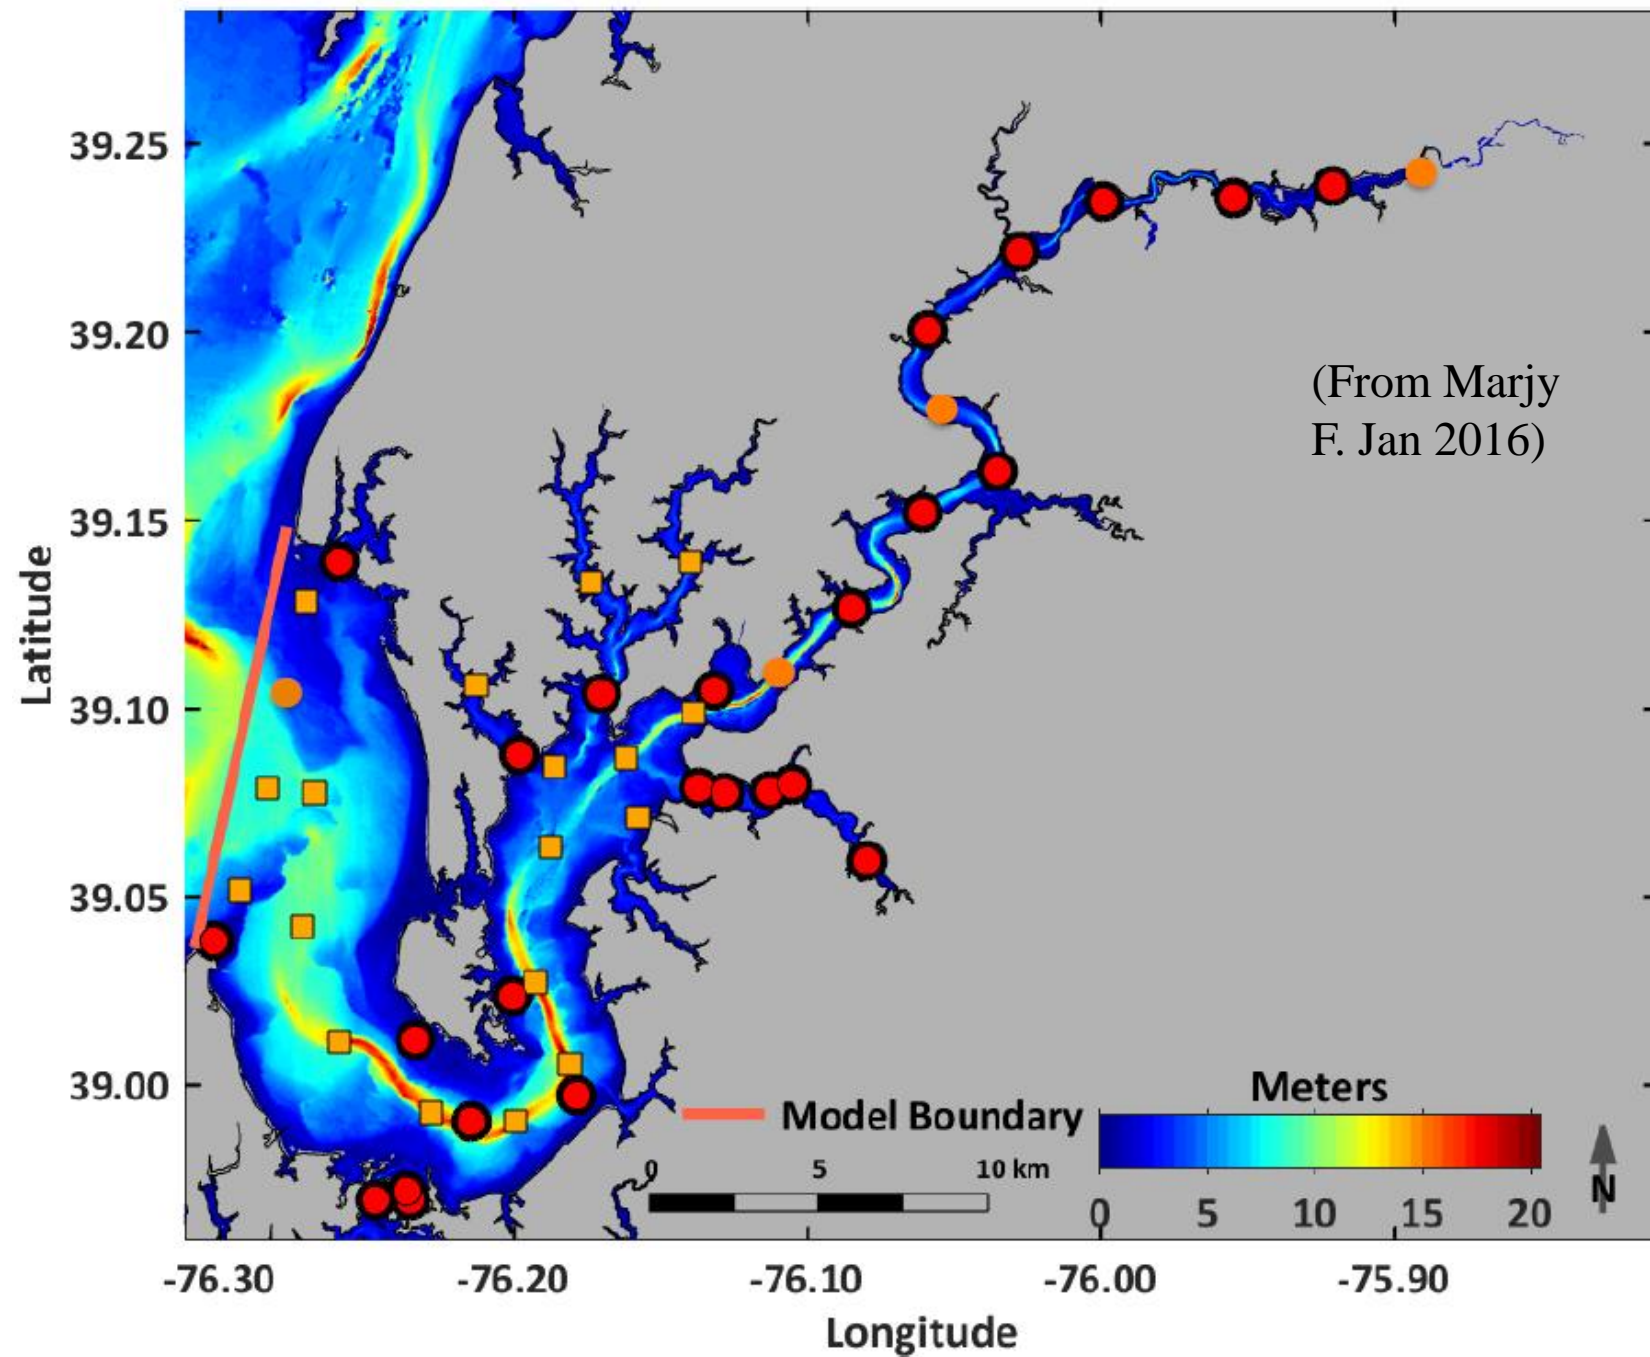 39.25
39.20
39.15
39.10
39.05
39.00
Latitude
(From Marjy
F. Jan 2016)
Model Boundary
0 5 10 km
Meters
0 5 10 15 20
N
-76.30 -76.20 -76.10 -76.00 -75.90
Longitude